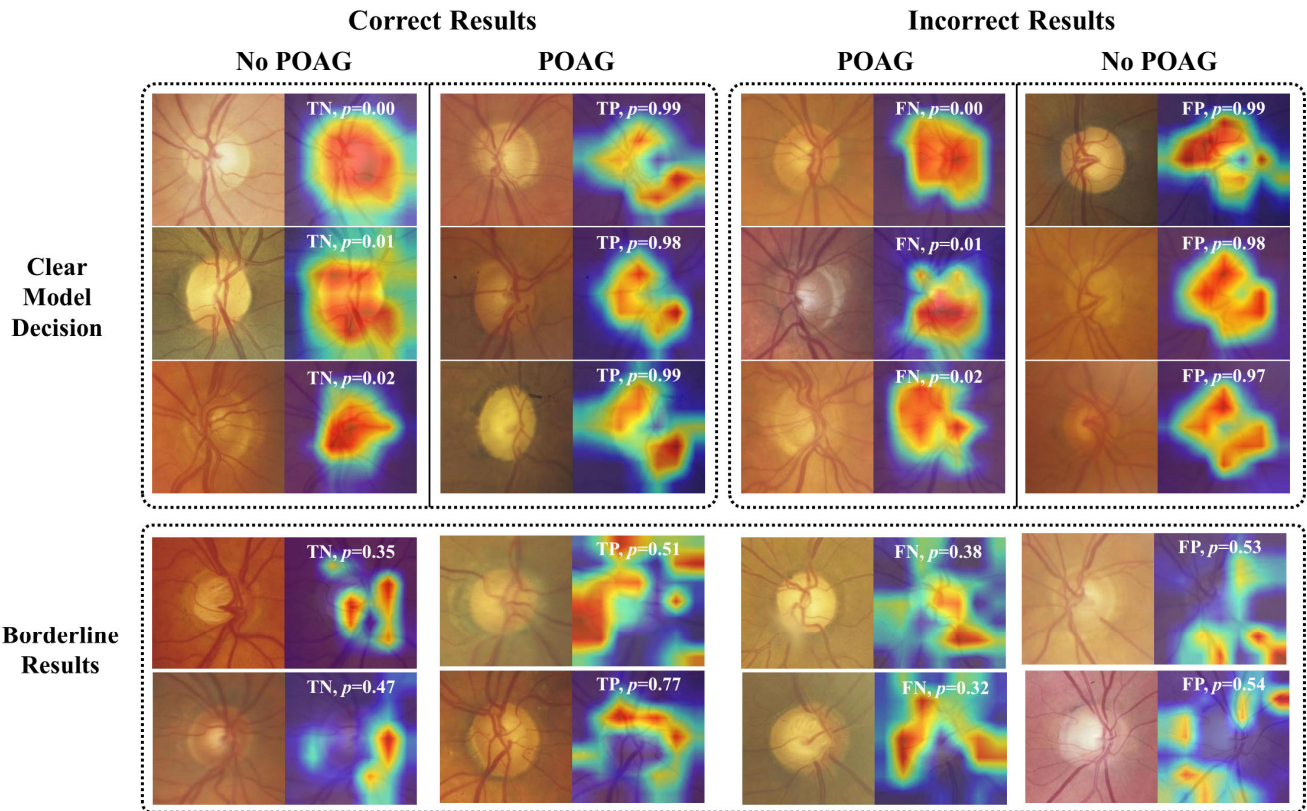 Correct Results
Incorrect Results
No POAG
POAG
POAG
No POAG
Clear
Model
Decision
TN, p=0.00
TP, p=0.99
FN, p=0.00
FP, p=0.99
TN, p=0.01
TP, p=0.98
FN, p=0.01
FP, p=0.98
TN, p=0.02
TP, p=0.99
FN, p=0.02
FP, p=0.97
Borderline
Results
TN, p=0.35
TP, p=0.51
FN, p=0.38
FP, p=0.53
TN, p=0.47
TP, p=0.77
FN, p=0.32
FP, p=0.54